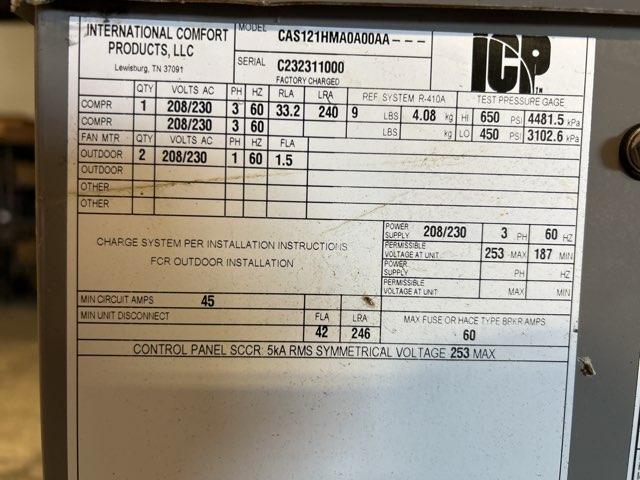 INTERNATIONAL COMFORT PRODUCTS, LLC
Lewisburg, TN 37091
MODEL CAS121HMA0A00AA---
SERIAL C232311000
FACTORY CHARGED
ICP TM
QTY VOLTS AC PH HZ RLA LRA REF. SYSTEM R-410A TEST PRESSURE GAGE
COMPR 1 208/230 3 60 33.2 240 9 LBS 4.08 kg HI 650 PSI 4481.5 kPa
COMPR 208/230 3 60 LBS kg LO 450 PSI 3102.6 kPa
FAN MTR QTY VOLTS AC PH HZ FLA
OUTDOOR 2 208/230 1 60 1.5
OUTDOOR
OTHER
OTHER
CHARGE SYSTEM PER INSTALLATION INSTRUCTIONS
FOR OUTDOOR INSTALLATION
POWER SUPPLY 208/230 3 PH 60 HZ
PERMISSIBLE VOLTAGE AT UNIT 253 MAX 187 MIN
POWER SUPPLY PH HZ
PERMISSIBLE VOLTAGE AT UNIT MAX MIN
MIN CIRCUIT AMPS 45
MIN UNIT DISCONNECT FLA LRA MAX FUSE OR HACE TYPE BPKR AMPS
42 246 60
CONTROL PANEL SCCR: 5kA RMS SYMMETRICAL VOLTAGE 253 MAX